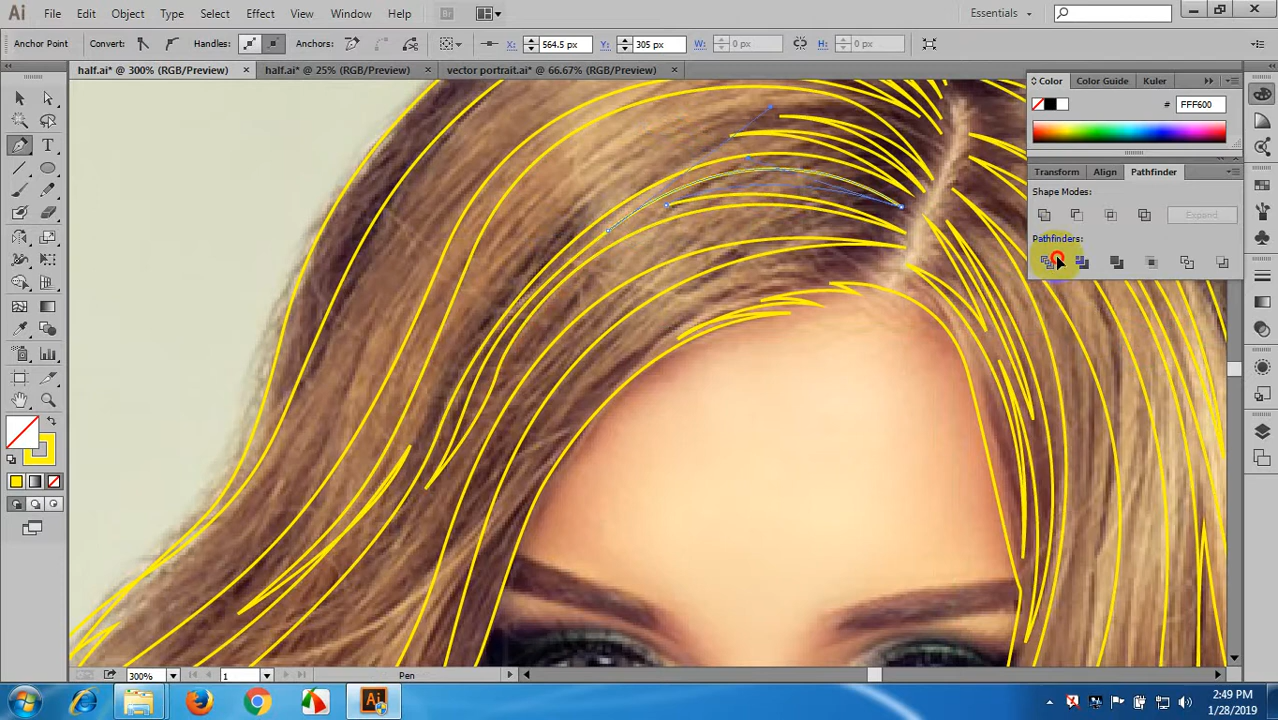 Ai File Edit Object Type Select Effect View Window Help Br Essentials
Anchor Point Convert: Handles: Anchors: X: 564.5 px Y: 305 px W: 0 px H: 0 px
half.ai* @ 300% (RGB/Preview) × half.ai* @ 25% (RGB/Preview) × vector portrait.ai* @ 66.67% (RGB/Preview) ×
Color Color Guide Kuler
# FFF600
Transform Align Pathfinder
Shape Modes:
Expand
Pathfinders:
300% 1 Pen
Ai 2:49 PM
1/28/2019